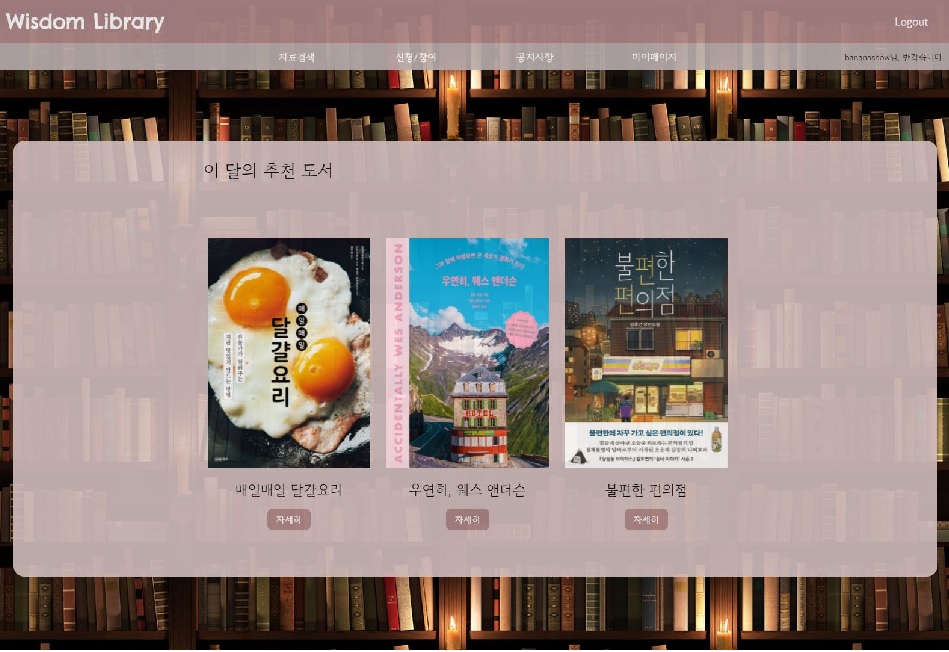 Wisdom Library
Logout
자료검색
신청/참여
공지사항
마이페이지
bananashow님, 반갑습니다.
이 달의 추천 도서
매일매일
달걀요리
ACCIDENTALLY WES ANDERSON
우연히, 웨스 앤더슨
HOTEL
불편한
편의점
불편한데 자꾸 가고 싶은 편의점이 있다!
매일매일 달걀요리
우연히, 웨스 앤더슨
불편한 편의점
자세히
자세히
자세히